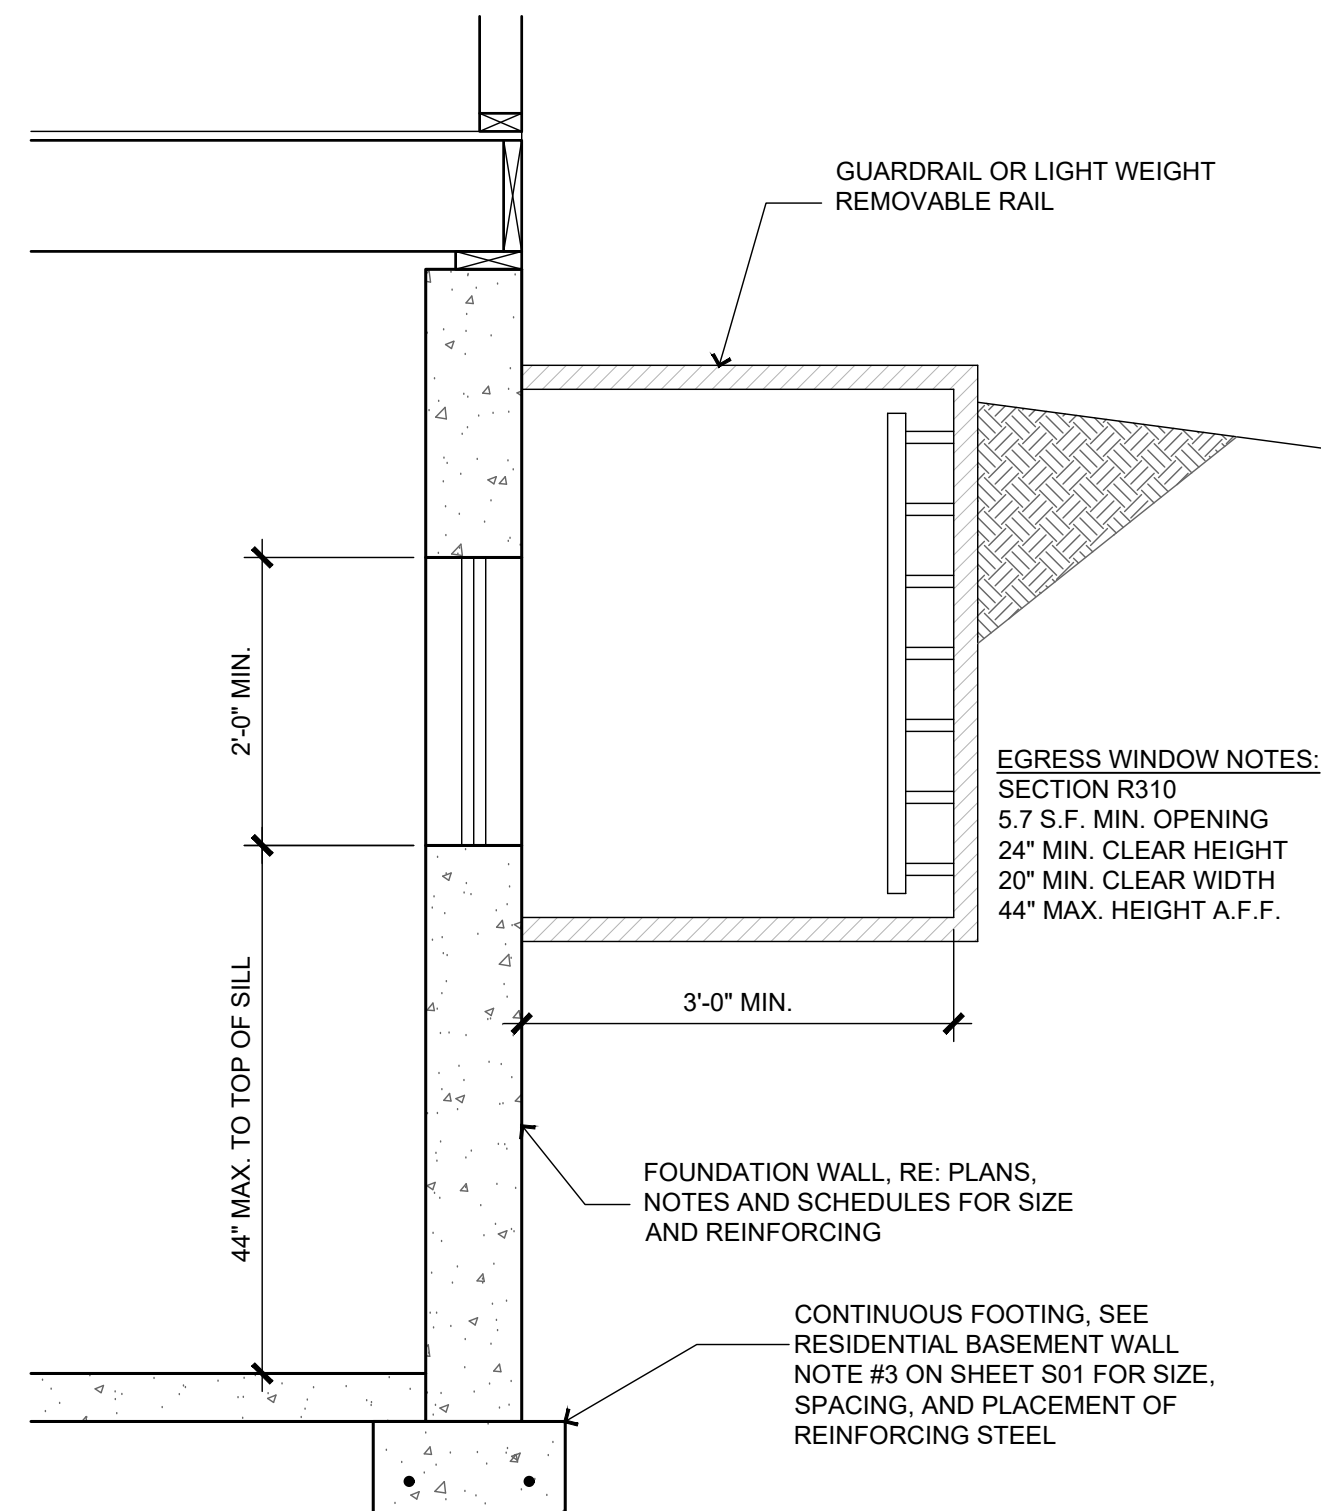 GUARDRAIL OR LIGHT WEIGHT
REMOVABLE RAIL
2'-0" MIN.
EGRESS WINDOW NOTES:
SECTION R310
5.7 S.F. MIN. OPENING
24" MIN. CLEAR HEIGHT
20" MIN. CLEAR WIDTH
44" MAX. HEIGHT A.F.F.
44" MAX. TO TOP OF SILL
3'-0" MIN.
FOUNDATION WALL, RE: PLANS,
NOTES AND SCHEDULES FOR SIZE
AND REINFORCING
CONTINUOUS FOOTING, SEE
RESIDENTIAL BASEMENT WALL
NOTE #3 ON SHEET S01 FOR SIZE,
SPACING, AND PLACEMENT OF
REINFORCING STEEL